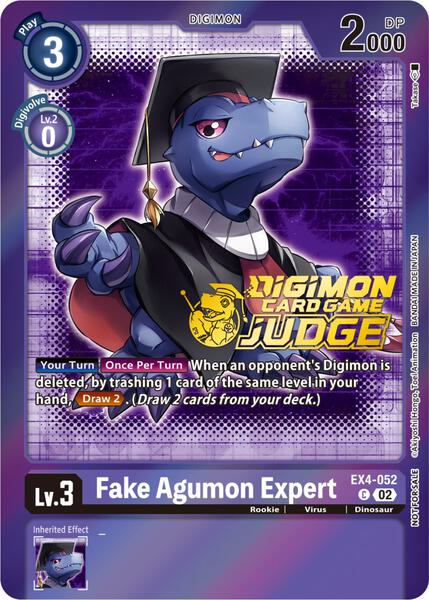 DIGIMON
Play
3
DP
2000
Digivolve
Lv.2
0
Takase
DIGIMON
CARD GAME
JUDGE
Your Turn Once Per Turn When an opponent's Digimon is
deleted, by trashing 1 card of the same level in your
hand, Draw 2. (Draw 2 cards from your deck.)
©Akiyoshi Hongo, Toei Animation BANDAI MADE IN JAPAN
NOT FOR SALE
Lv.3
Fake Agumon Expert
EX4-052
C 02
Rookie | Virus | Dinosaur
Inherited Effect
–